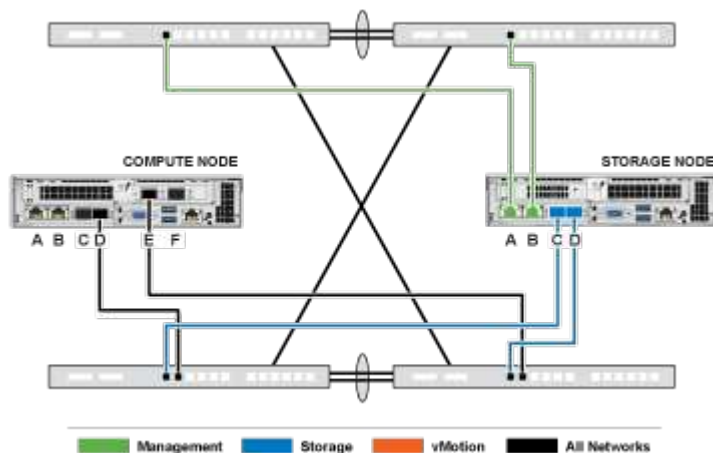 COMPUTE NODE
STORAGE NODE
A B C D E F
A B C D
Management Storage vMotion All Networks